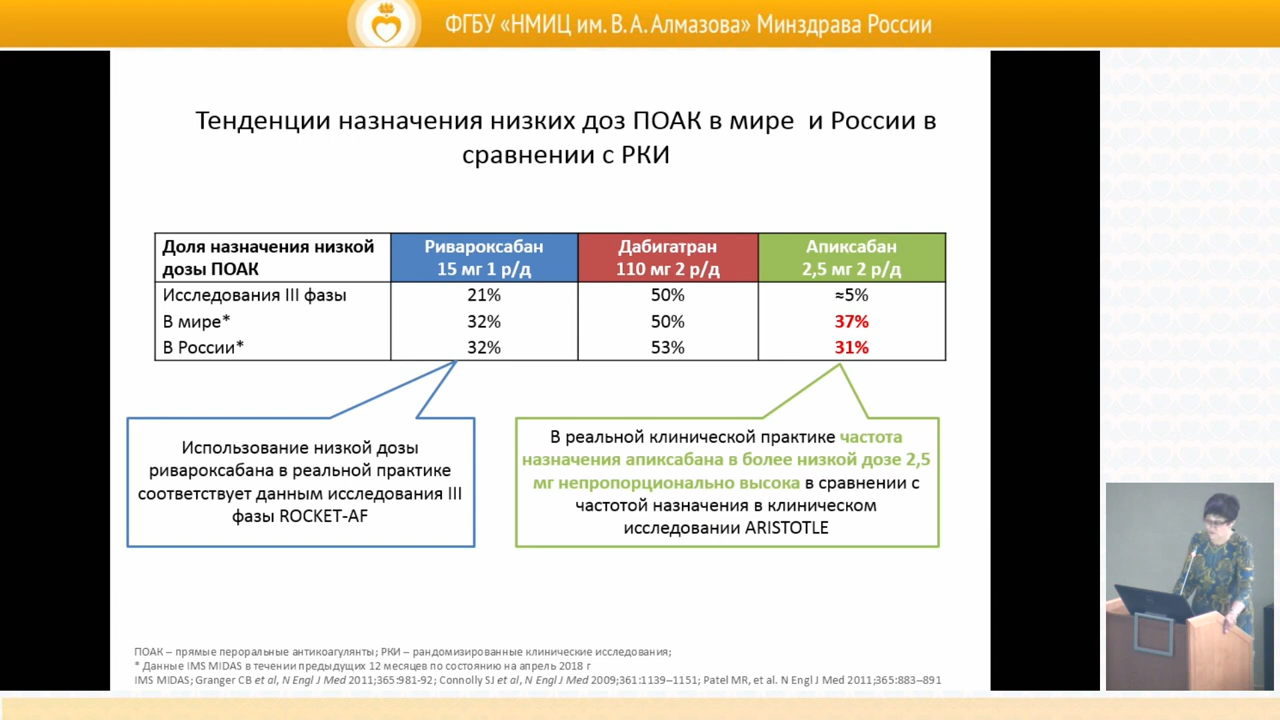 ФГБУ «НМИЦ им. В. А. Алмазова» Минздрава России
Тенденции назначения низких доз ПОАК в мире и России в
сравнении с РКИ
Доля назначения низкой
дозы ПОАК
Ривароксабан
15 мг 1 р/д
Дабигатран
110 мг 2 р/д
Апиксабан
2,5 мг 2 р/д
Исследования III фазы 21% 50% ≈5%
В мире* 32% 50% 37%
В России* 32% 53% 31%
Использование низкой дозы
ривароксабана в реальной практике
соответствует данным исследования III
фазы ROCKET-AF
В реальной клинической практике частота
назначения апиксабана в более низкой дозе 2,5
мг непропорционально высока в сравнении с
частотой назначения в клиническом
исследовании ARISTOTLE
ПОАК – прямые пероральные антикоагулянты; РКИ – рандомизированные клинические исследования;
* Данные IMS MIDAS в течении предыдущих 12 месяцев по состоянию на апрель 2018 г
IMS MIDAS; Granger CB et al, N Engl J Med 2011;365:981-92; Connolly SJ et al, N Engl J Med 2009;361:1139–1151; Patel MR, et al. N Engl J Med 2011;365:883–891